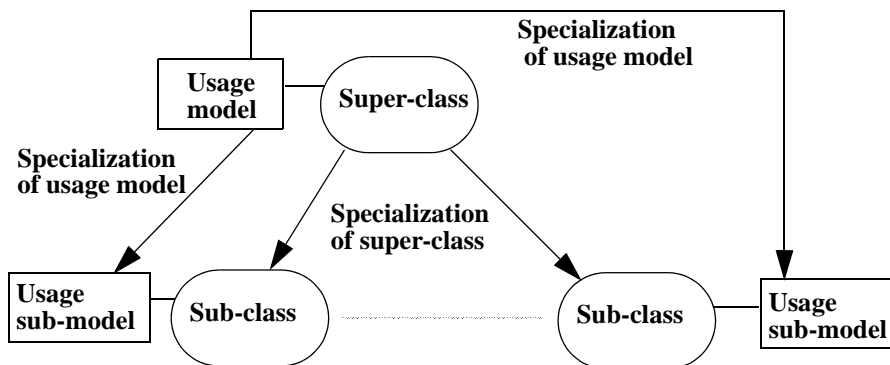 Specialization
of usage model
Usage
model
Super-class
Specialization
of usage model
Specialization
of super-class
Usage
sub-model
Sub-class
Sub-class
Usage
sub-model